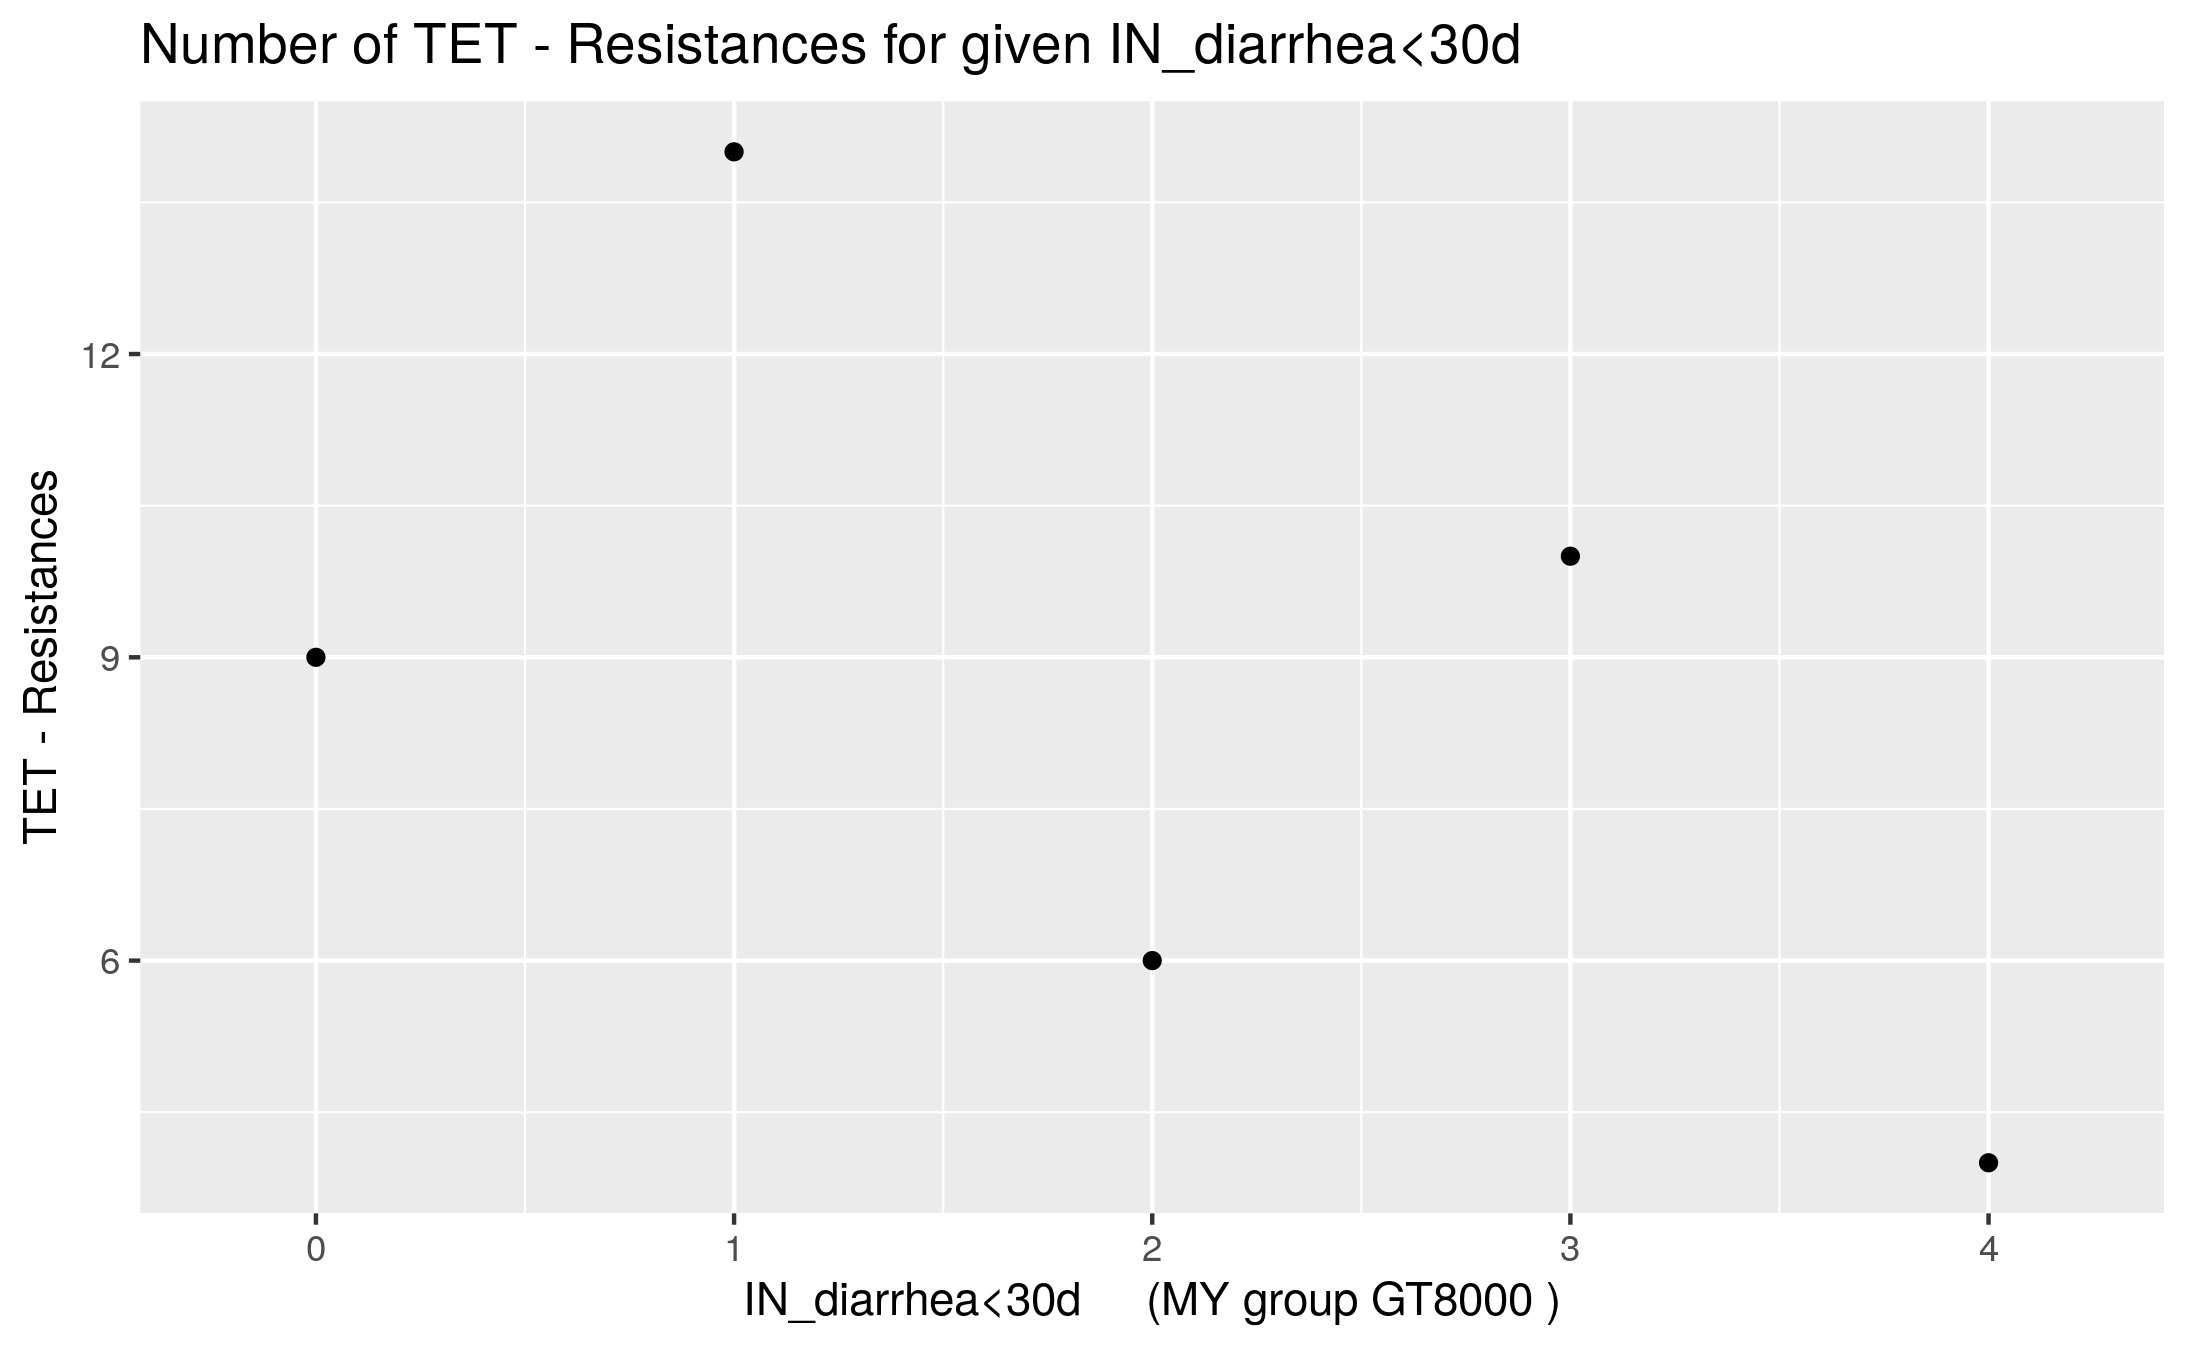 Number of TET - Resistances for given IN_diarrhea<30d
TET - Resistances
12
9
6
0 1 2 3 4
IN_diarrhea<30d (MY group GT8000 )